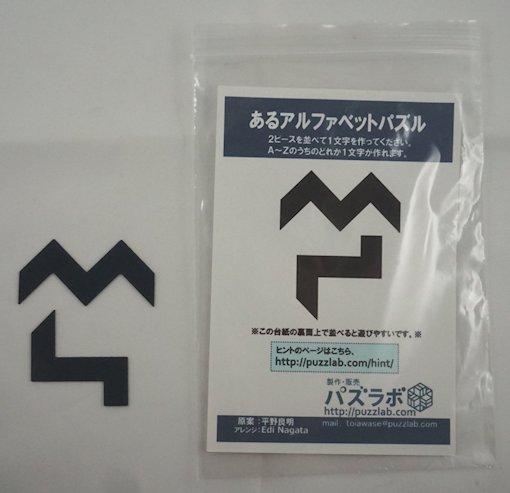 あるアルファベットパズル
2ピースを並べて1文字を作ってください。
A～Zのうちのどれか1文字が作れます。
※この台紙の裏面上で並べると遊びやすいです。※
ヒントのページはこちら、
http://puzzlab.com/hint/
製作・販売
パズラボ
http://puzzlab.com
原案：平野良明
アレンジ：Edi Nagata
mail: toiawase@puzzlab.com